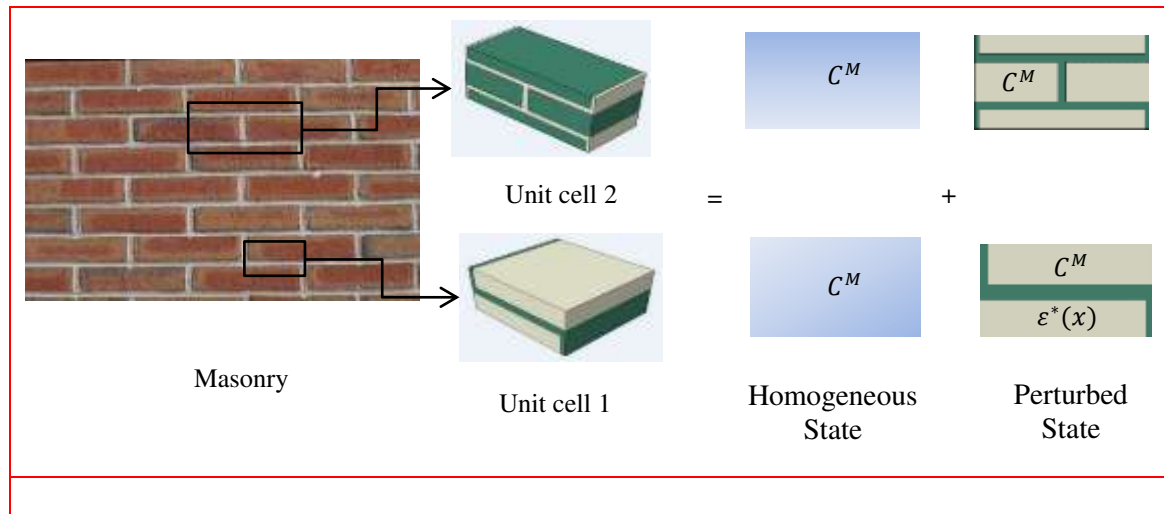 C^M
C^M
Unit cell 2
=
+
C^M
C^M
ε*(x)
Masonry
Unit cell 1
Homogeneous
State
Perturbed
State